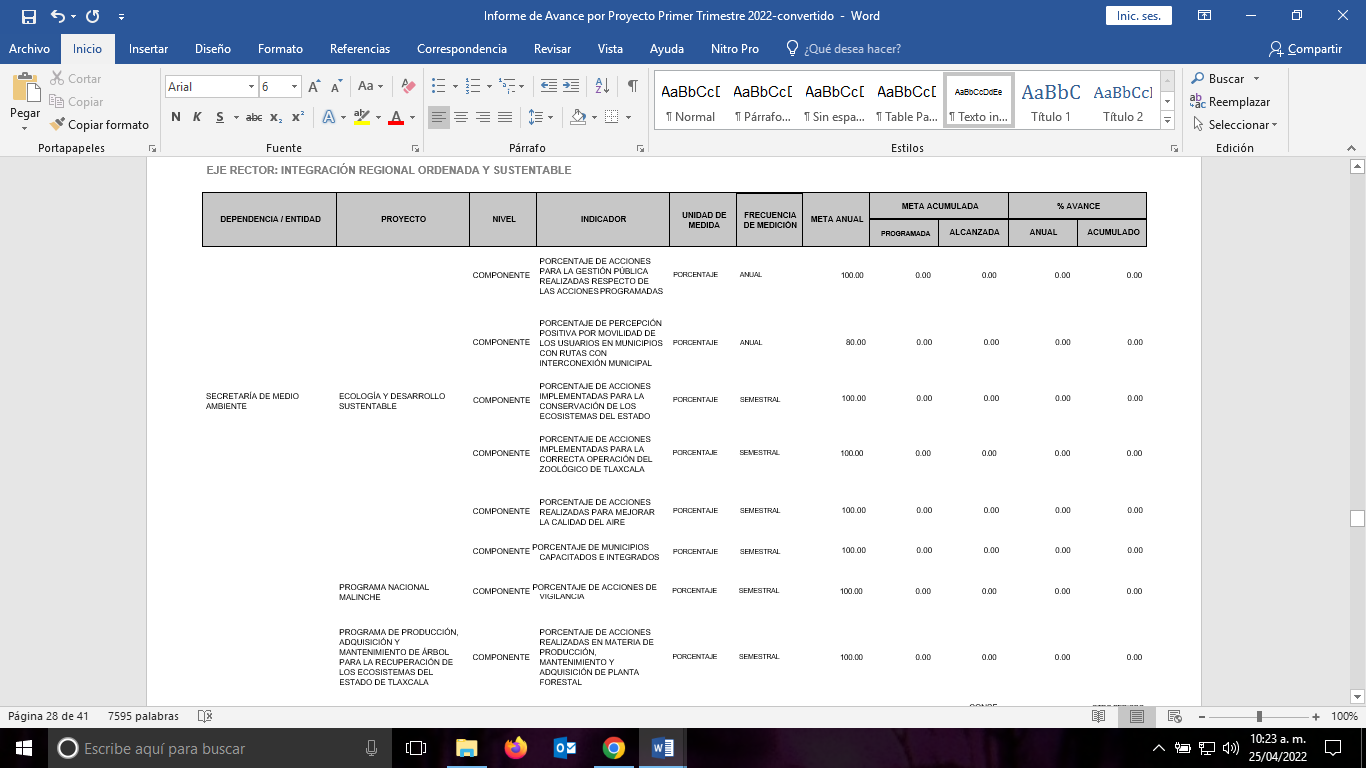 Informe de Avance por Proyecto Primer Trimestre 2022-convertido - Word
Inic. ses.
Archivo Inicio Insertar Diseño Formato Referencias Correspondencia Revisar Vista Ayuda Nitro Pro ¿Qué desea hacer? Compartir
Pegar
Cortar
Copiar
Copiar formato
Portapapeles
Arial 6
N K S abc x₂ x²
Fuente
Párrafo
AaBbCcI AaBbCcD AaBbCcD AaBbCcD AaBbCcDdEe AaBbC AaBbCcI
¶ Normal ¶ Párrafo... ¶ Sin espa... ¶ Table Pa... ¶ Texto in... Título 1 Título 2
Estilos
Buscar
Reemplazar
Seleccionar
Edición
EJE RECTOR: INTEGRACIÓN REGIONAL ORDENADA Y SUSTENTABLE
DEPENDENCIA / ENTIDAD
PROYECTO
NIVEL
INDICADOR
UNIDAD DE
MEDIDA
FRECUENCIA
DE MEDICIÓN
META ANUAL
META ACUMULADA
PROGRAMADA
ALCANZADA
% AVANCE
ANUAL
ACUMULADO
COMPONENTE
PORCENTAJE DE ACCIONES
PARA LA GESTIÓN PÚBLICA
REALIZADAS RESPECTO DE
LAS ACCIONES PROGRAMADAS
PORCENTAJE ANUAL 100.00 0.00 0.00 0.00 0.00
COMPONENTE
PORCENTAJE DE PERCEPCIÓN
POSITIVA POR MOVILIDAD DE
LOS USUARIOS EN MUNICIPIOS
CON RUTAS CON
INTERCONEXIÓN MUNICIPAL
PORCENTAJE ANUAL 80.00 0.00 0.00 0.00 0.00
SECRETARÍA DE MEDIO
AMBIENTE
ECOLOGÍA Y DESARROLLO
SUSTENTABLE
COMPONENTE
PORCENTAJE DE ACCIONES
IMPLEMENTADAS PARA LA
CONSERVACIÓN DE LOS
ECOSISTEMAS DEL ESTADO
PORCENTAJE SEMESTRAL 100.00 0.00 0.00 0.00 0.00
COMPONENTE
PORCENTAJE DE ACCIONES
IMPLEMENTADAS PARA LA
CORRECTA OPERACIÓN DEL
ZOOLÓGICO DE TLAXCALA
PORCENTAJE SEMESTRAL 100.00 0.00 0.00 0.00 0.00
COMPONENTE
PORCENTAJE DE ACCIONES
REALIZADAS PARA MEJORAR
LA CALIDAD DEL AIRE
PORCENTAJE SEMESTRAL 100.00 0.00 0.00 0.00 0.00
COMPONENTE
PORCENTAJE DE MUNICIPIOS
CAPACITADOS E INTEGRADOS
PORCENTAJE SEMESTRAL 100.00 0.00 0.00 0.00 0.00
PROGRAMA NACIONAL
MALINCHE
COMPONENTE
PORCENTAJE DE ACCIONES DE
VIGILANCIA
PORCENTAJE SEMESTRAL 100.00 0.00 0.00 0.00 0.00
PROGRAMA DE PRODUCCIÓN,
ADQUISICIÓN Y
MANTENIMIENTO DE ÁRBOL
PARA LA RECUPERACIÓN DE
LOS ECOSISTEMAS DEL
ESTADO DE TLAXCALA
COMPONENTE
PORCENTAJE DE ACCIONES
REALIZADAS EN MATERIA DE
PRODUCCIÓN,
MANTENIMIENTO Y
ADQUISICIÓN DE PLANTA
FORESTAL
PORCENTAJE SEMESTRAL 100.00 0.00 0.00 0.00 0.00
Página 28 de 41 7595 palabras 100%
Escribe aquí para buscar
10:23 a. m.
25/04/2022